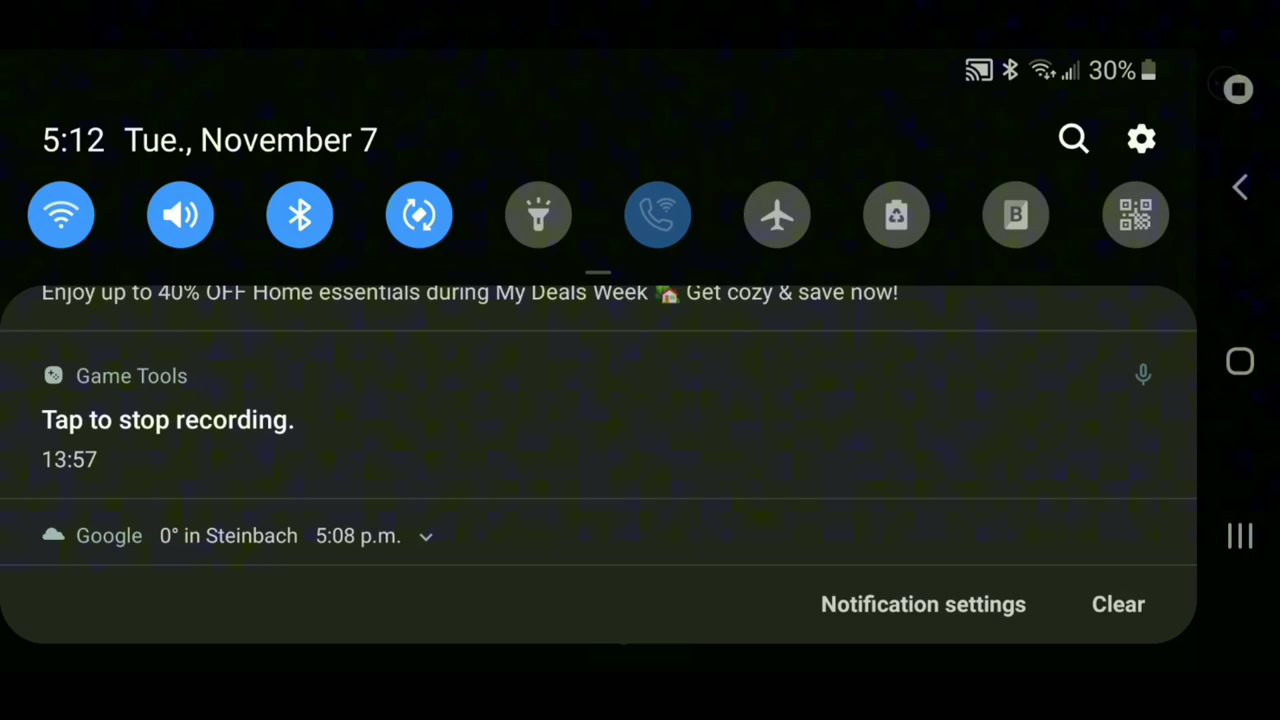 30%
5:12 Tue., November 7
B
Enjoy up to 40% OFF Home essentials during My Deals Week 🏡 Get cozy & save now!
Game Tools
Tap to stop recording.
13:57
Google 0° in Steinbach 5:08 p.m.
Notification settings Clear